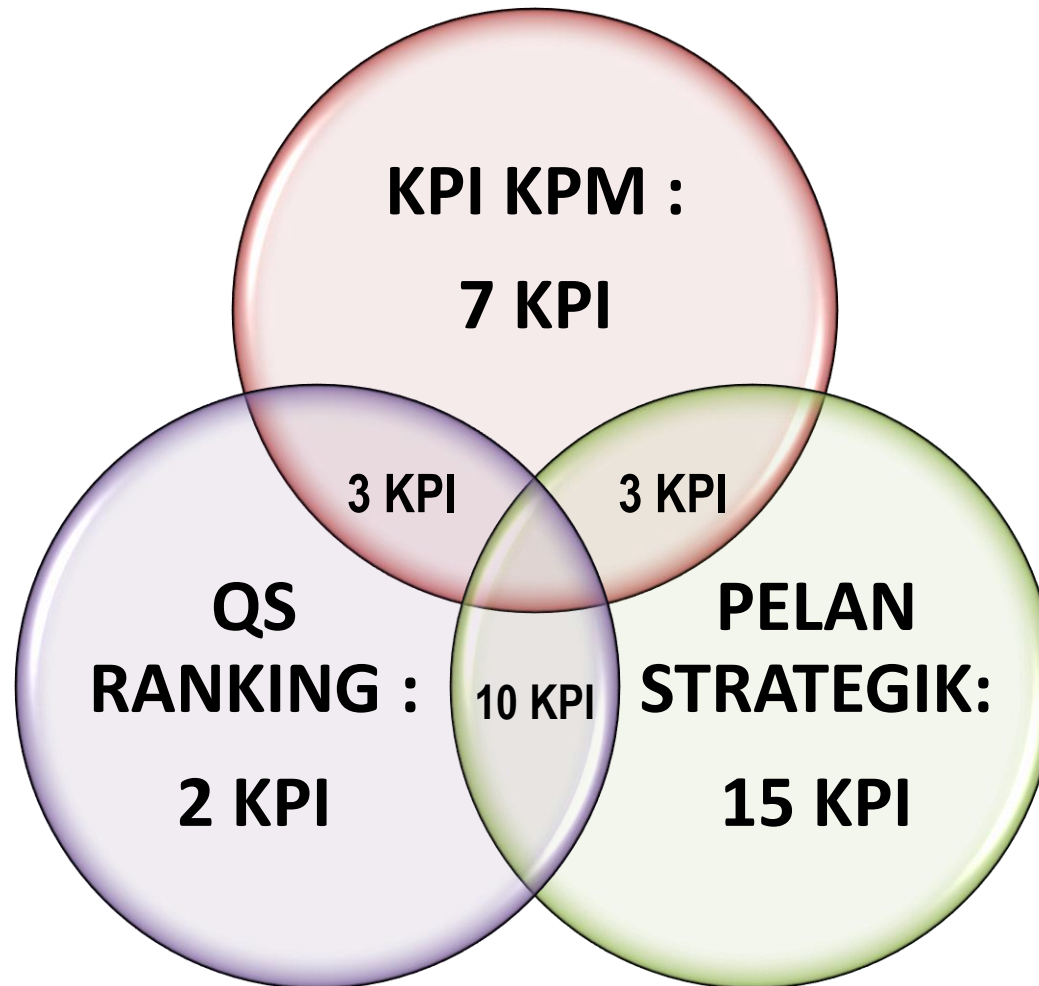 KPI KPM :
7 KPI
3 KPI
3 KPI
QS
RANKING :
2 KPI
10 KPI
PELAN
STRATEGIK:
15 KPI